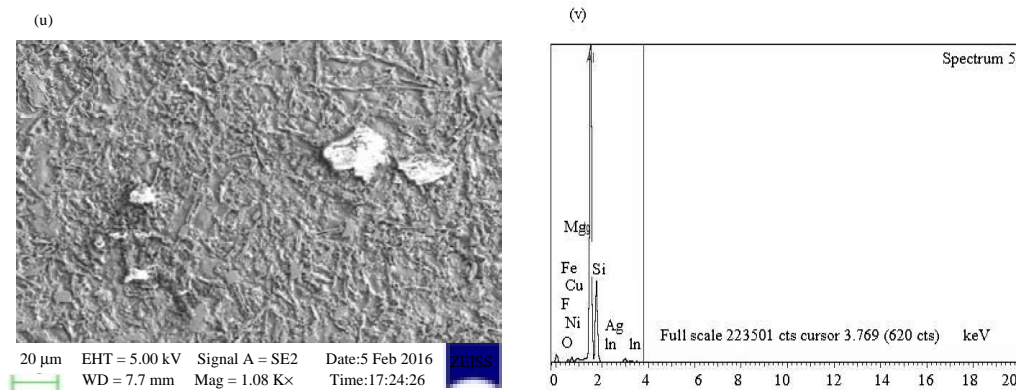 (u)
(v)
20 μm EHT = 5.00 kV Signal A = SE2 Date:5 Feb 2016
WD = 7.7 mm Mag = 1.08 K× Time:17:24:26
ZEISS
Spectrum 5
Al
Mg
Fe
Si
Cu
F
Ni
Ag
O
In In
Full scale 223501 cts cursor 3.769 (620 cts) keV
0 2 4 6 8 10 12 14 16 18 20